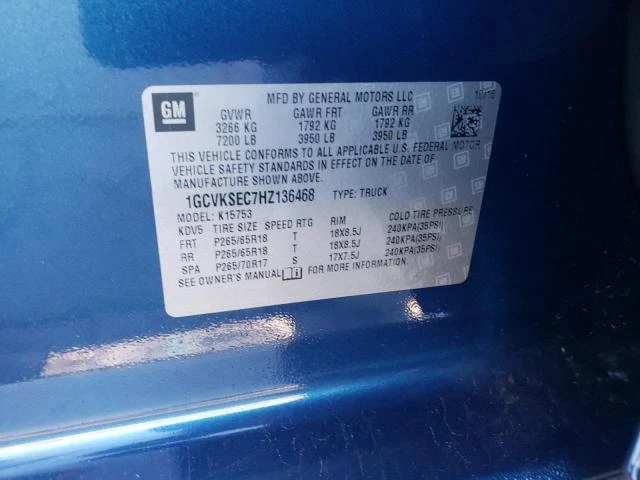 GM
MFD BY GENERAL MOTORS LLC
GVWR GAWR FRT GAWR RR
3266 KG 1792 KG 1792 KG
7200 LB 3950 LB 3950 LB
THIS VEHICLE CONFORMS TO ALL APPLICABLE U.S. FEDERAL MOTOR
VEHICLE SAFETY STANDARDS IN EFFECT ON THE DATE OF
MANUFACTURE SHOWN ABOVE.
1GCVKSEC7HZ136468 TYPE: TRUCK
MODEL: K15753
KDV5 TIRE SIZE SPEED RTG RIM COLD TIRE PRESSURE
FRT P265/65R18 T 18X8.5J 240KPA(35PSI)
RR P265/65R18 T 18X8.5J 240KPA(35PSI)
SPA P265/70R17 S 17X7.5J 240KPA(35PSI)
SEE OWNER'S MANUAL FOR MORE INFORMATION.